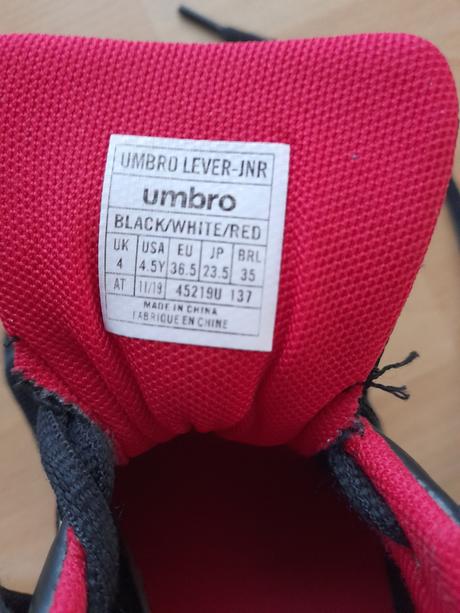 UMBRO LEVER-JNR
umbro
BLACK/WHITE/RED
UK USA EU JP BRL
4 4.5Y 36.5 23.5 35
AT 11/19 45219U 137
MADE IN CHINA
FABRIQUE EN CHINE